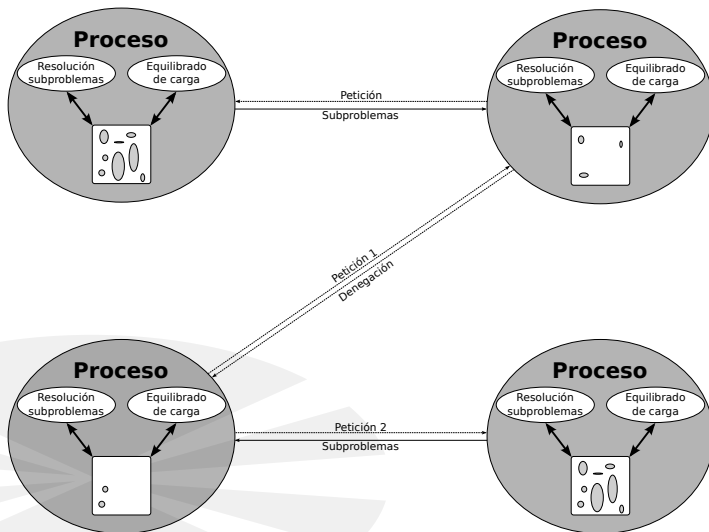 Proceso
Resolución
subproblemas
Equilibrado
de carga
Petición
Subproblemas
Proceso
Resolución
subproblemas
Equilibrado
de carga
Petición 1
Denegación
Proceso
Resolución
subproblemas
Equilibrado
de carga
Petición 2
Subproblemas
Proceso
Resolución
subproblemas
Equilibrado
de carga